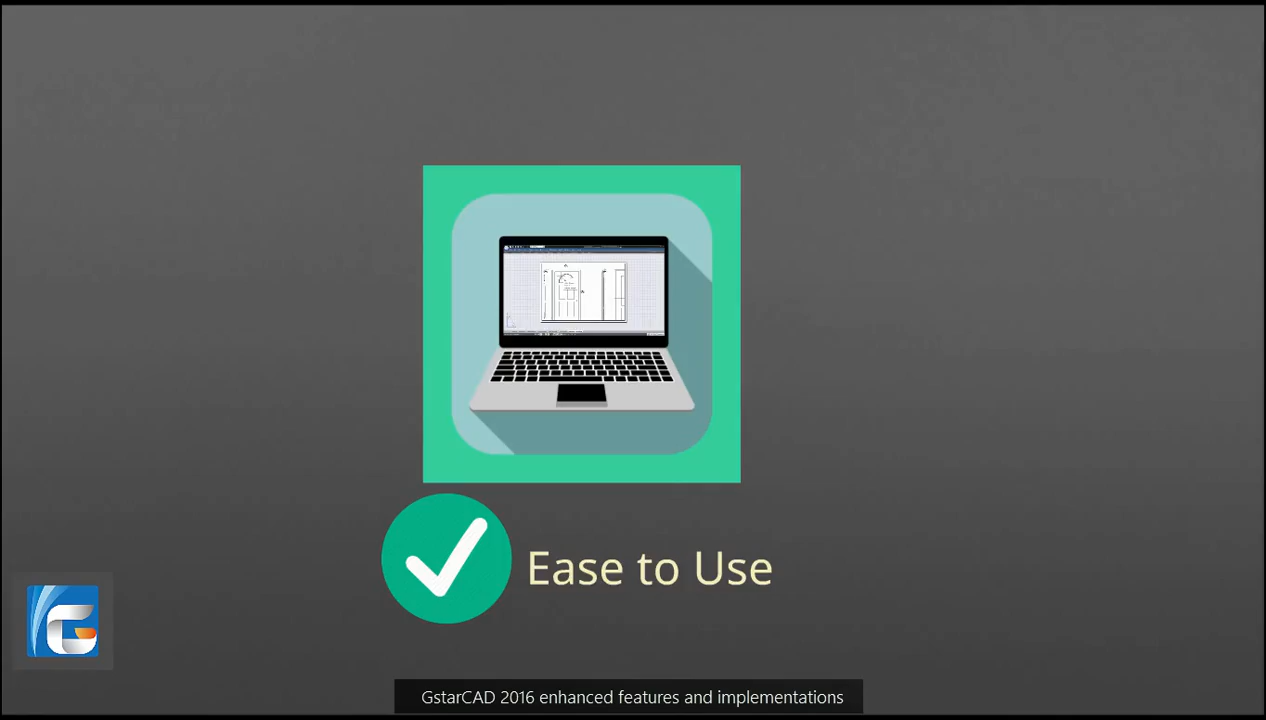 Ease to Use
GstarCAD 2016 enhanced features and implementations